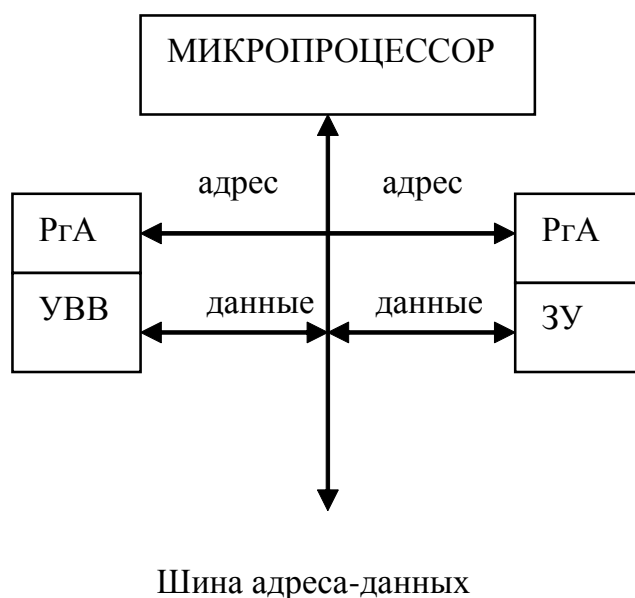 МИКРОПРОЦЕССОР
адрес
адрес
РгА
РгА
УВВ
данные
данные
ЗУ
Шина адреса-данных